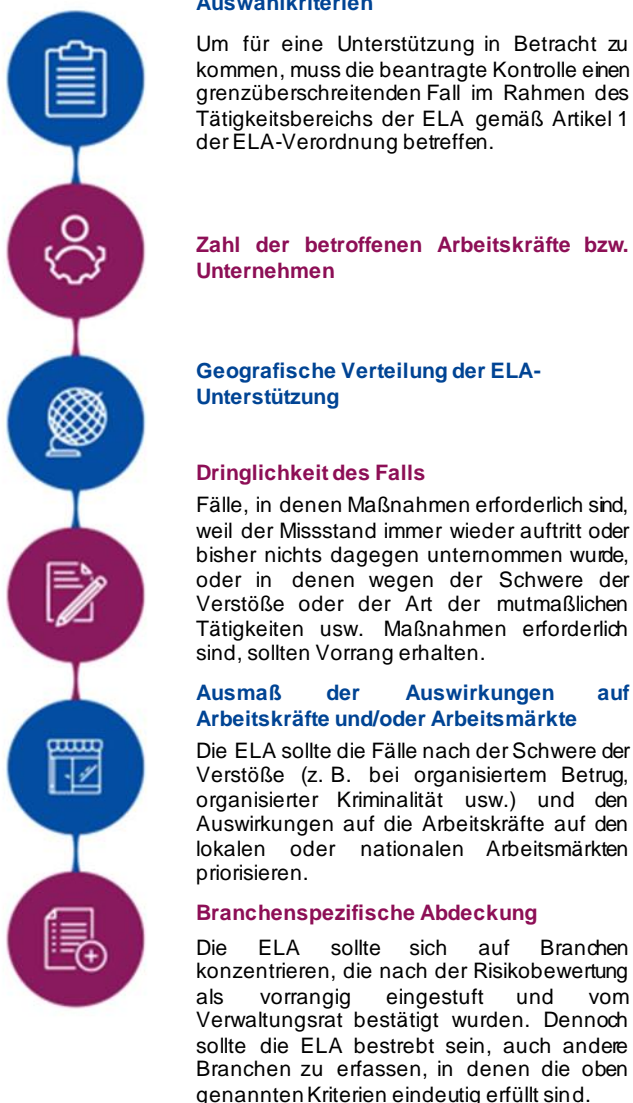 Auswahlkriterien
Um für eine Unterstützung in Betracht zu
kommen, muss die beantragte Kontrolle einen
grenzüberschreitenden Fall im Rahmen des
Tätigkeitsbereichs der ELA gemäß Artikel 1
der ELA-Verordnung betreffen.
Zahl der betroffenen Arbeitskräfte bzw.
Unternehmen
Geografische Verteilung der ELA-
Unterstützung
Dringlichkeit des Falls
Fälle, in denen Maßnahmen erforderlich sind,
weil der Missstand immer wieder auftritt oder
bisher nichts dagegen unternommen wurde,
oder in denen wegen der Schwere der
Verstöße oder der Art der mutmaßlichen
Tätigkeiten usw. Maßnahmen erforderlich
sind, sollten Vorrang erhalten.
Ausmaß der Auswirkungen auf
Arbeitskräfte und/oder Arbeitsmärkte
Die ELA sollte die Fälle nach der Schwere der
Verstöße (z. B. bei organisiertem Betrug,
organisierter Kriminalität usw.) und den
Auswirkungen auf die Arbeitskräfte auf den
lokalen oder nationalen Arbeitsmärkten
priorisieren.
Branchenspezifische Abdeckung
Die ELA sollte sich auf Branchen
konzentrieren, die nach der Risikobewertung
als vorrangig eingestuft und vom
Verwaltungsrat bestätigt wurden. Dennoch
sollte die ELA bestrebt sein, auch andere
Branchen zu erfassen, in denen die oben
genannten Kriterien eindeutig erfüllt sind.